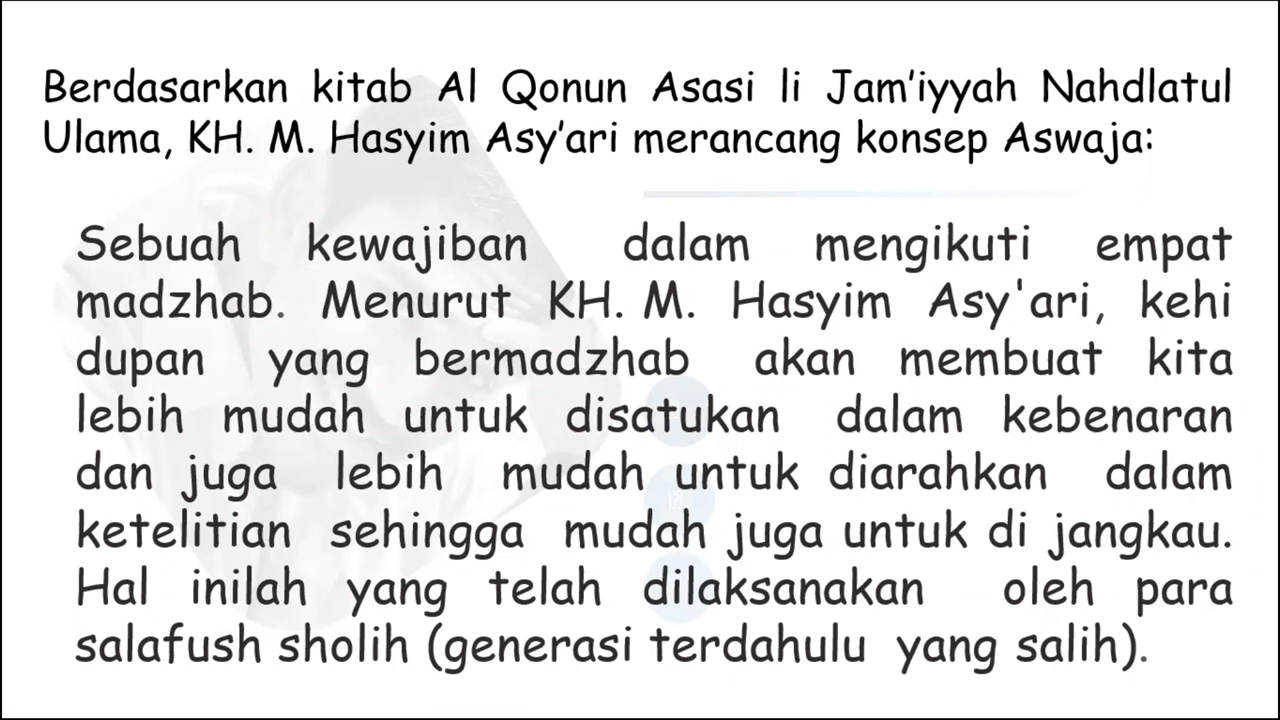 Berdasarkan kitab Al Qonun Asasi li Jam'iyyah Nahdlatul
Ulama, KH. M. Hasyim Asy'ari merancang konsep Aswaja:
Sebuah kewajiban dalam mengikuti empat
madzhab. Menurut KH. M. Hasyim Asy'ari, kehi
dupan yang bermadzhab akan membuat kita
lebih mudah untuk disatukan dalam kebenaran
dan juga lebih mudah untuk diarahkan dalam
ketelitian sehingga mudah juga untuk di jangkau.
Hal inilah yang telah dilaksanakan oleh para
salafush sholih (generasi terdahulu yang salih).